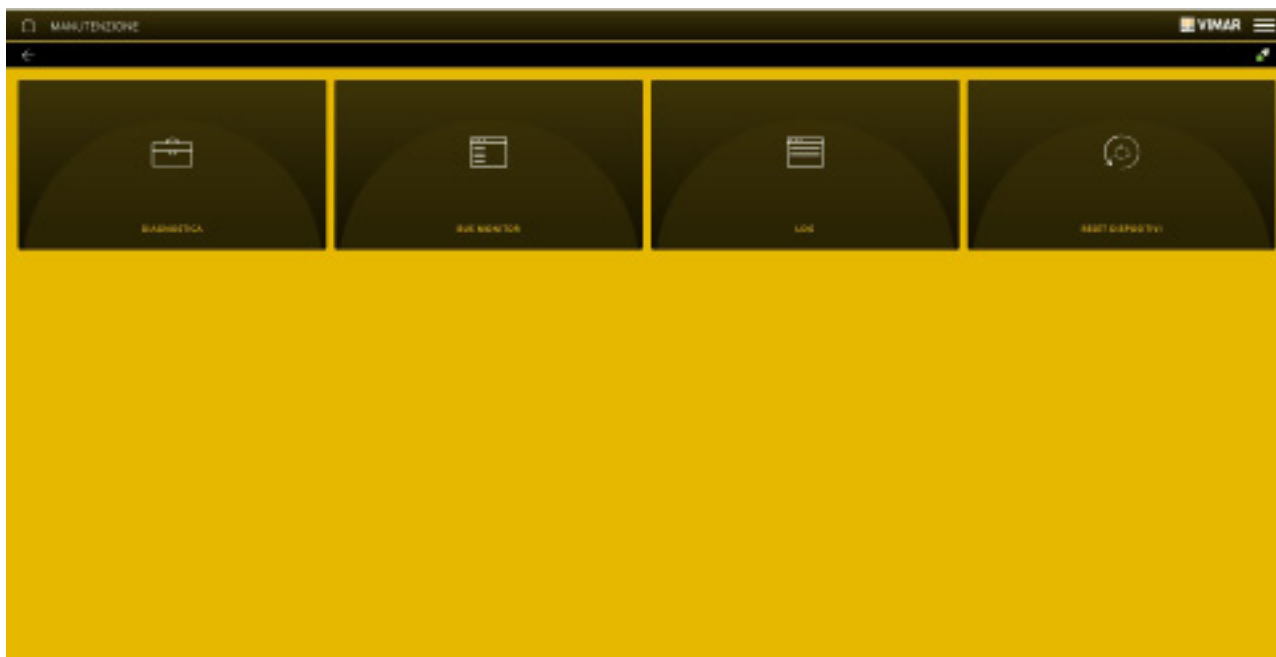 MANUTENZIONE
VIMAR
DIAGNOSTICA
BUS MONITOR
LOG
RESET DISPOSITIVI